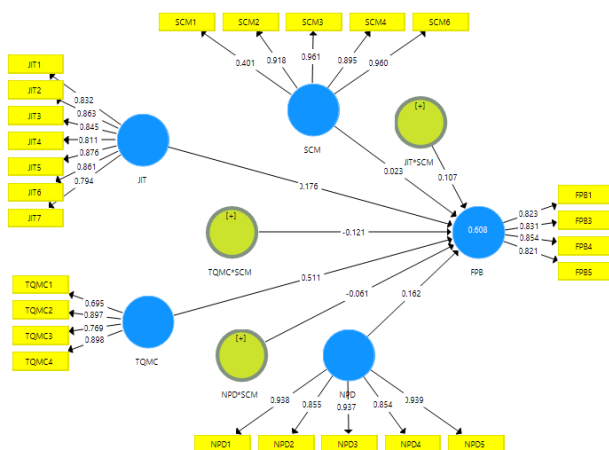 SCM1 SCM2 SCM3 SCM4 SCM6
0.401 0.918 0.961 0.895 0.960
SCM
JIT1
JIT2
JIT3
JIT4
JIT5
JIT6
JIT7
0.832
0.863
0.845
0.811
0.876
0.861
0.794
JIT
[+]
JIT*SCM
0.107
0.023
0.176
[+]
TQMC*SCM
-0.121
0.608
FPB
0.823
0.831
0.854
0.821
FPB1
FPB3
FPB4
FPB5
TQMC1
TQMC2
TQMC3
TQMC4
0.695
0.897
0.769
0.898
TQMC
0.511
[+]
NPD*SCM
-0.061
0.162
NPD
0.938 0.855 0.937 0.854 0.939
NPD1 NPD2 NPD3 NPD4 NPD5